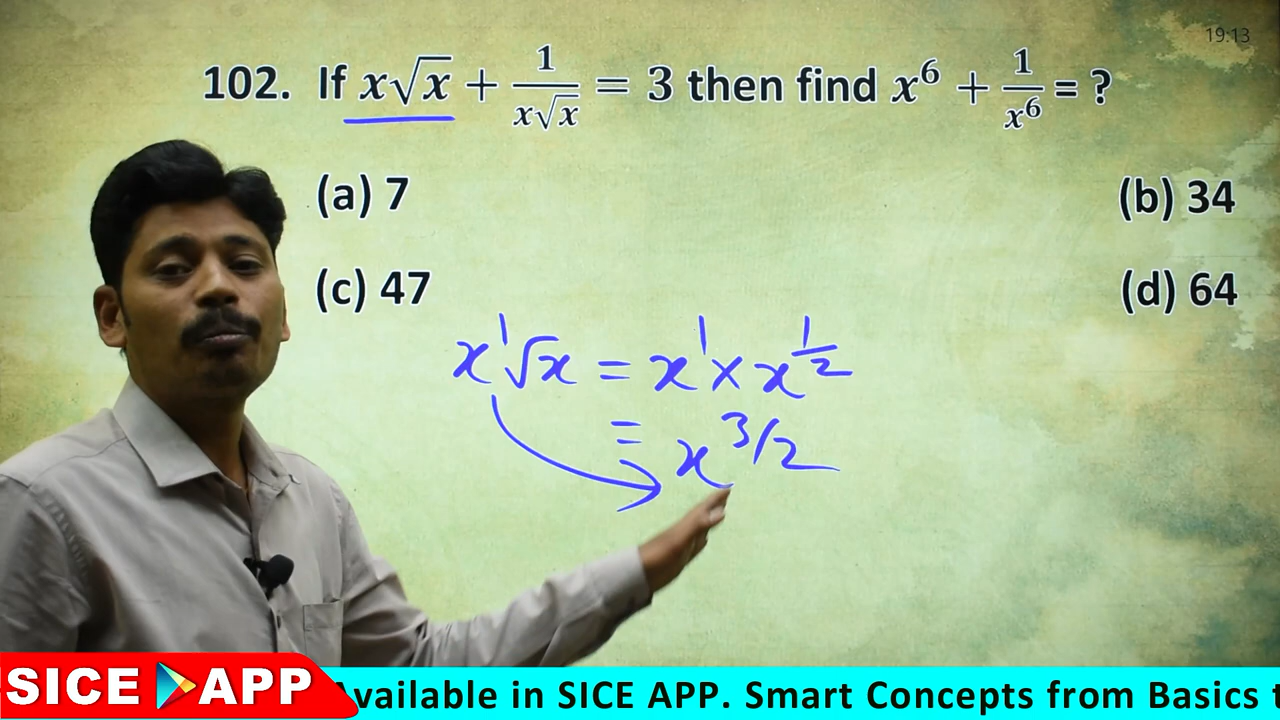 19:13
102. If x√x + 1/(x√x) = 3 then find x⁶ + 1/x⁶ = ?
(a) 7
(b) 34
(c) 47
(d) 64
x¹√x = x¹ × x^(1/2)
= x^(3/2)
SICE APP
Available in SICE APP. Smart Concepts from Basics t